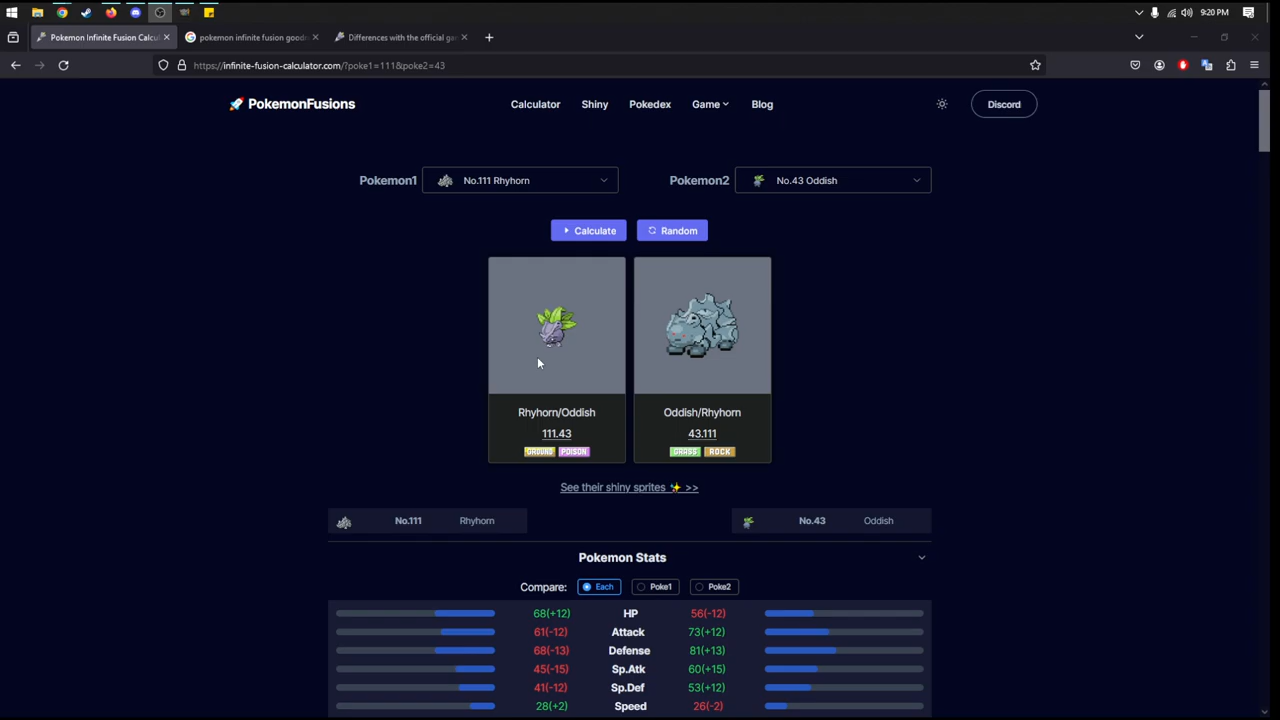 9:20 PM
Pokemon Infinite Fusion Calcul
pokemon infinite fusion goodr
Differences with the official ga
https://infinite-fusion-calculator.com/?poke1=111&poke2=43
PokemonFusions
Calculator
Shiny
Pokedex
Game
Blog
Discord
Pokemon1
No.111 Rhyhorn
Pokemon2
No.43 Oddish
Calculate
Random
Rhyhorn/Oddish
Oddish/Rhyhorn
111.43
43.111
GROUND POISON
GRASS ROCK
See their shiny sprites ✨ >>
No.111 Rhyhorn
No.43 Oddish
Pokemon Stats
Compare: Each Poke1 Poke2
68(+12) HP 56(-12)
61(-12) Attack 73(+12)
68(-13) Defense 81(+13)
45(-15) Sp.Atk 60(+15)
41(-12) Sp.Def 53(+12)
28(+2) Speed 26(-2)